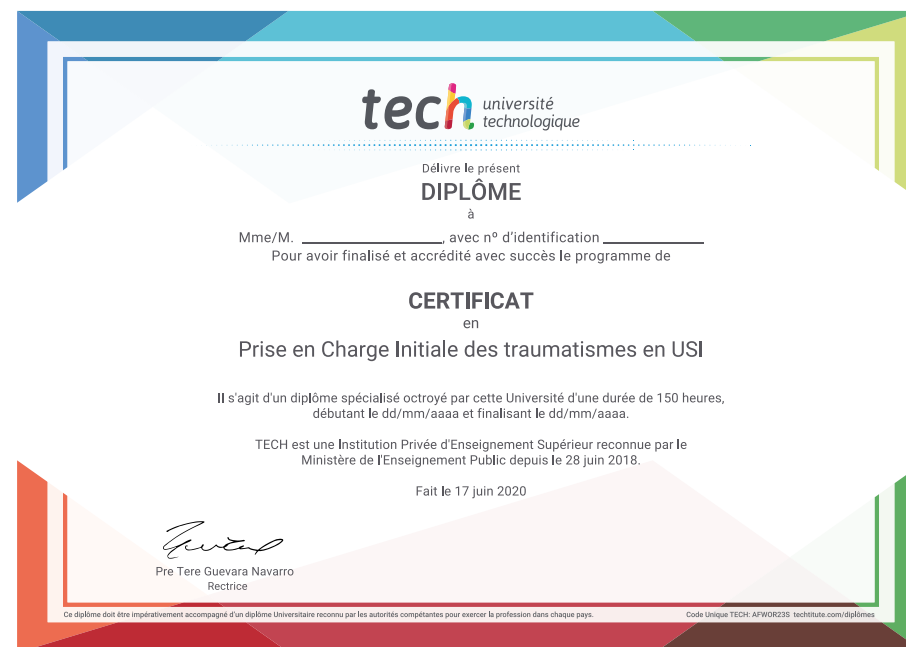 tech université
technologique
Délivre le présent
DIPLÔME
à
Mme/M. ____________________, avec nº d'identification ______________
Pour avoir finalisé et accrédité avec succès le programme de
CERTIFICAT
en
Prise en Charge Initiale des traumatismes en USI
Il s'agit d'un diplôme spécialisé octroyé par cette Université d'une durée de 150 heures,
débutant le dd/mm/aaaa et finalisant le dd/mm/aaaa.
TECH est une Institution Privée d'Enseignement Supérieur reconnue par le
Ministère de l'Enseignement Public depuis le 28 juin 2018.
Fait le 17 juin 2020
Pre Tere Guevara Navarro
Rectrice
Ce diplôme doit être impérativement accompagné d'un diplôme Universitaire reconnu par les autorités compétantes pour exercer la profession dans chaque pays.
Code Unique TECH: AFWOR23S techtitute.com/diplômes